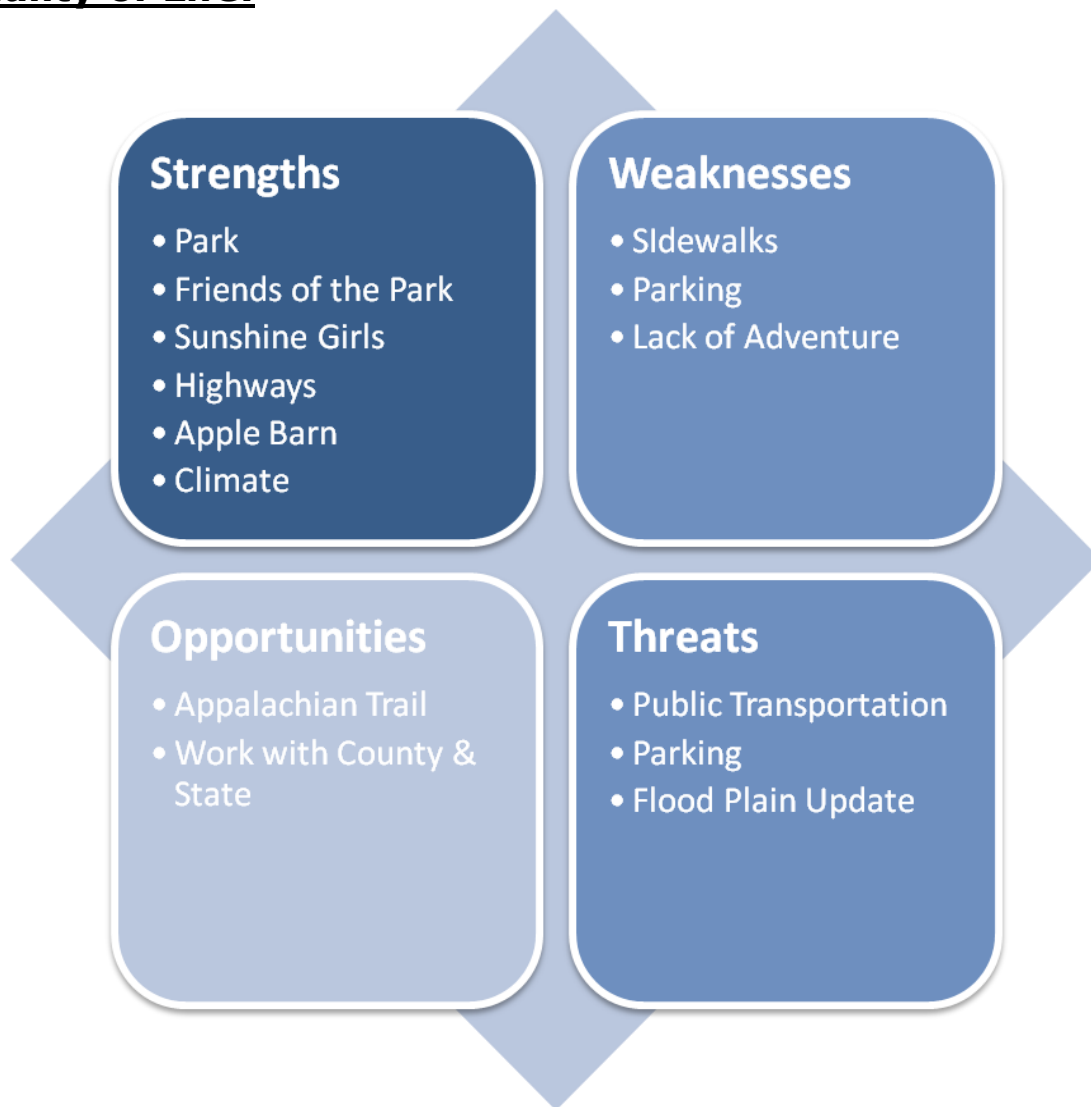 Strengths
• Park
• Friends of the Park
• Sunshine Girls
• Highways
• Apple Barn
• Climate
Weaknesses
• SIdewalks
• Parking
• Lack of Adventure
Opportunities
• Appalachian Trail
• Work with County &
State
Threats
• Public Transportation
• Parking
• Flood Plain Update